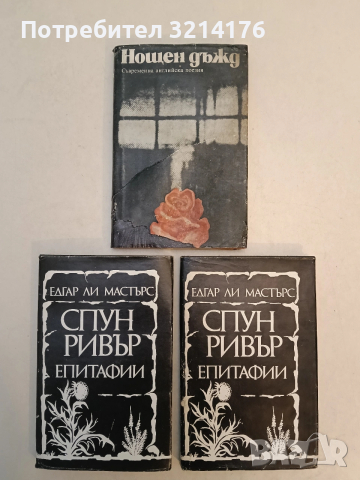 Потребител 3214176
Нощен дъжд
Съвременна английска поезия
ЕДГАР ЛИ МАСТЪРС
СПУН
РИВЪР
ЕПИТАФИИ
ЕДГАР ЛИ МАСТЪРС
СПУН
РИВЪР
ЕПИТАФИИ
BAZAR